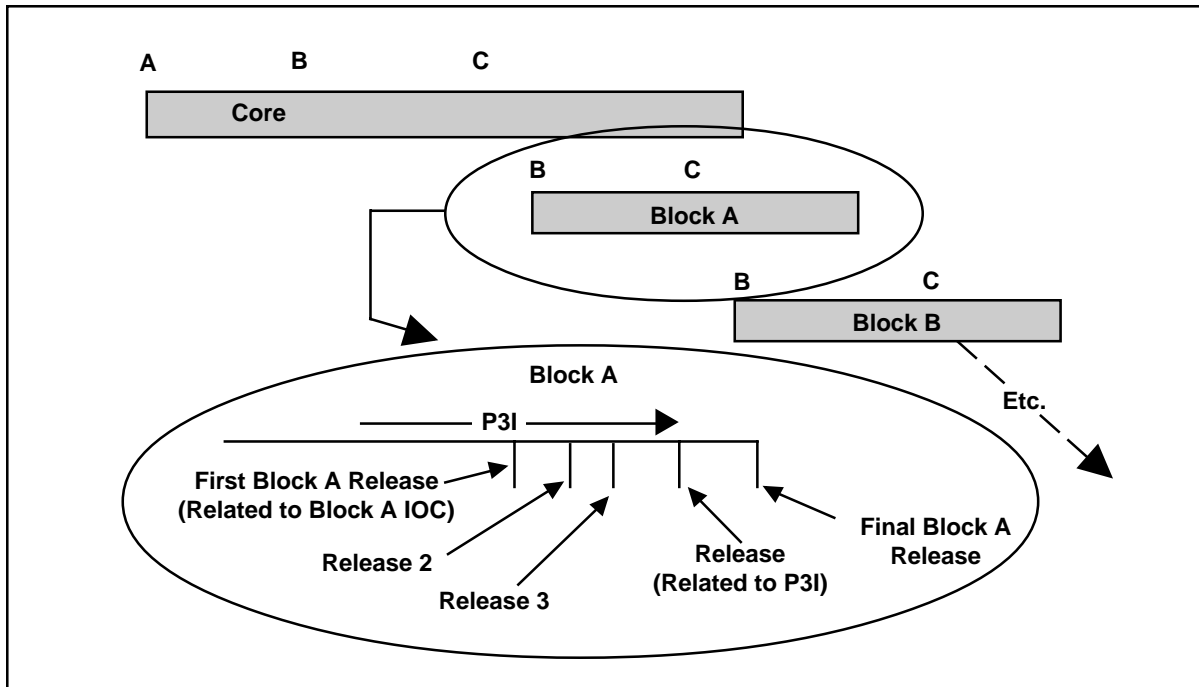 A B C
Core
B C
Block A
B C
Block B
Etc.
Block A
P3I
First Block A Release
(Related to Block A IOC)
Release 2
Release 3
Release
(Related to P3I)
Final Block A
Release